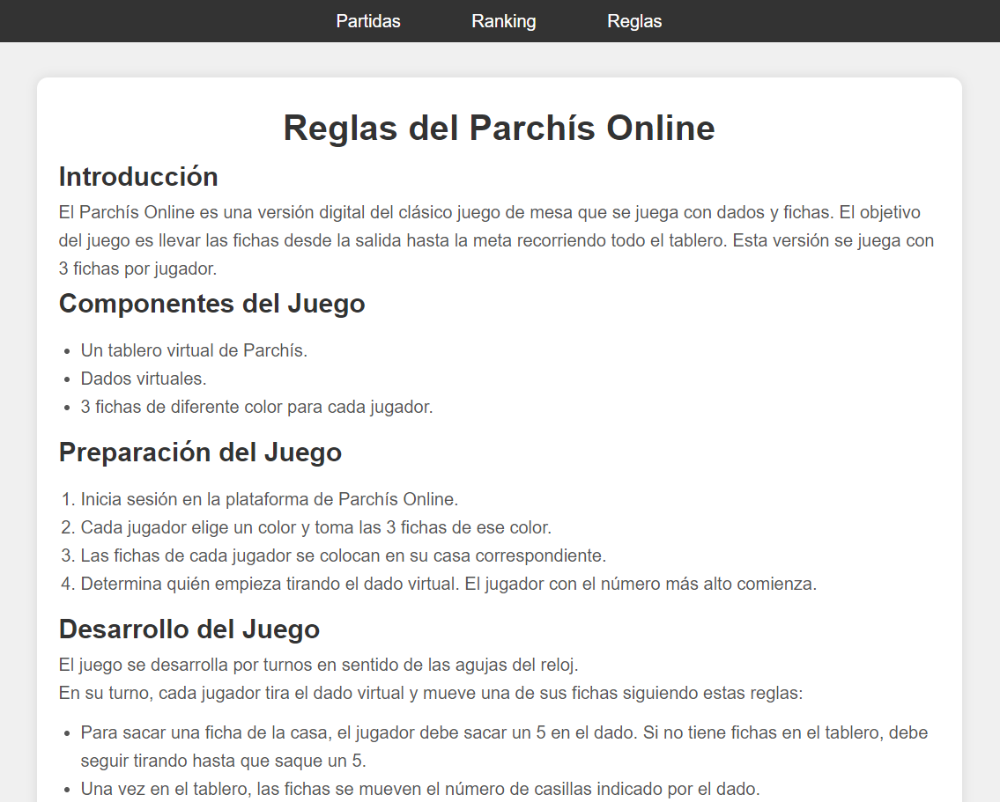 Partidas Ranking Reglas
Reglas del Parchís Online
Introducción
El Parchís Online es una versión digital del clásico juego de mesa que se juega con dados y fichas. El objetivo
del juego es llevar las fichas desde la salida hasta la meta recorriendo todo el tablero. Esta versión se juega con
3 fichas por jugador.
Componentes del Juego
• Un tablero virtual de Parchís.
• Dados virtuales.
• 3 fichas de diferente color para cada jugador.
Preparación del Juego
1. Inicia sesión en la plataforma de Parchís Online.
2. Cada jugador elige un color y toma las 3 fichas de ese color.
3. Las fichas de cada jugador se colocan en su casa correspondiente.
4. Determina quién empieza tirando el dado virtual. El jugador con el número más alto comienza.
Desarrollo del Juego
El juego se desarrolla por turnos en sentido de las agujas del reloj.
En su turno, cada jugador tira el dado virtual y mueve una de sus fichas siguiendo estas reglas:
• Para sacar una ficha de la casa, el jugador debe sacar un 5 en el dado. Si no tiene fichas en el tablero, debe
seguir tirando hasta que saque un 5.
• Una vez en el tablero, las fichas se mueven el número de casillas indicado por el dado.